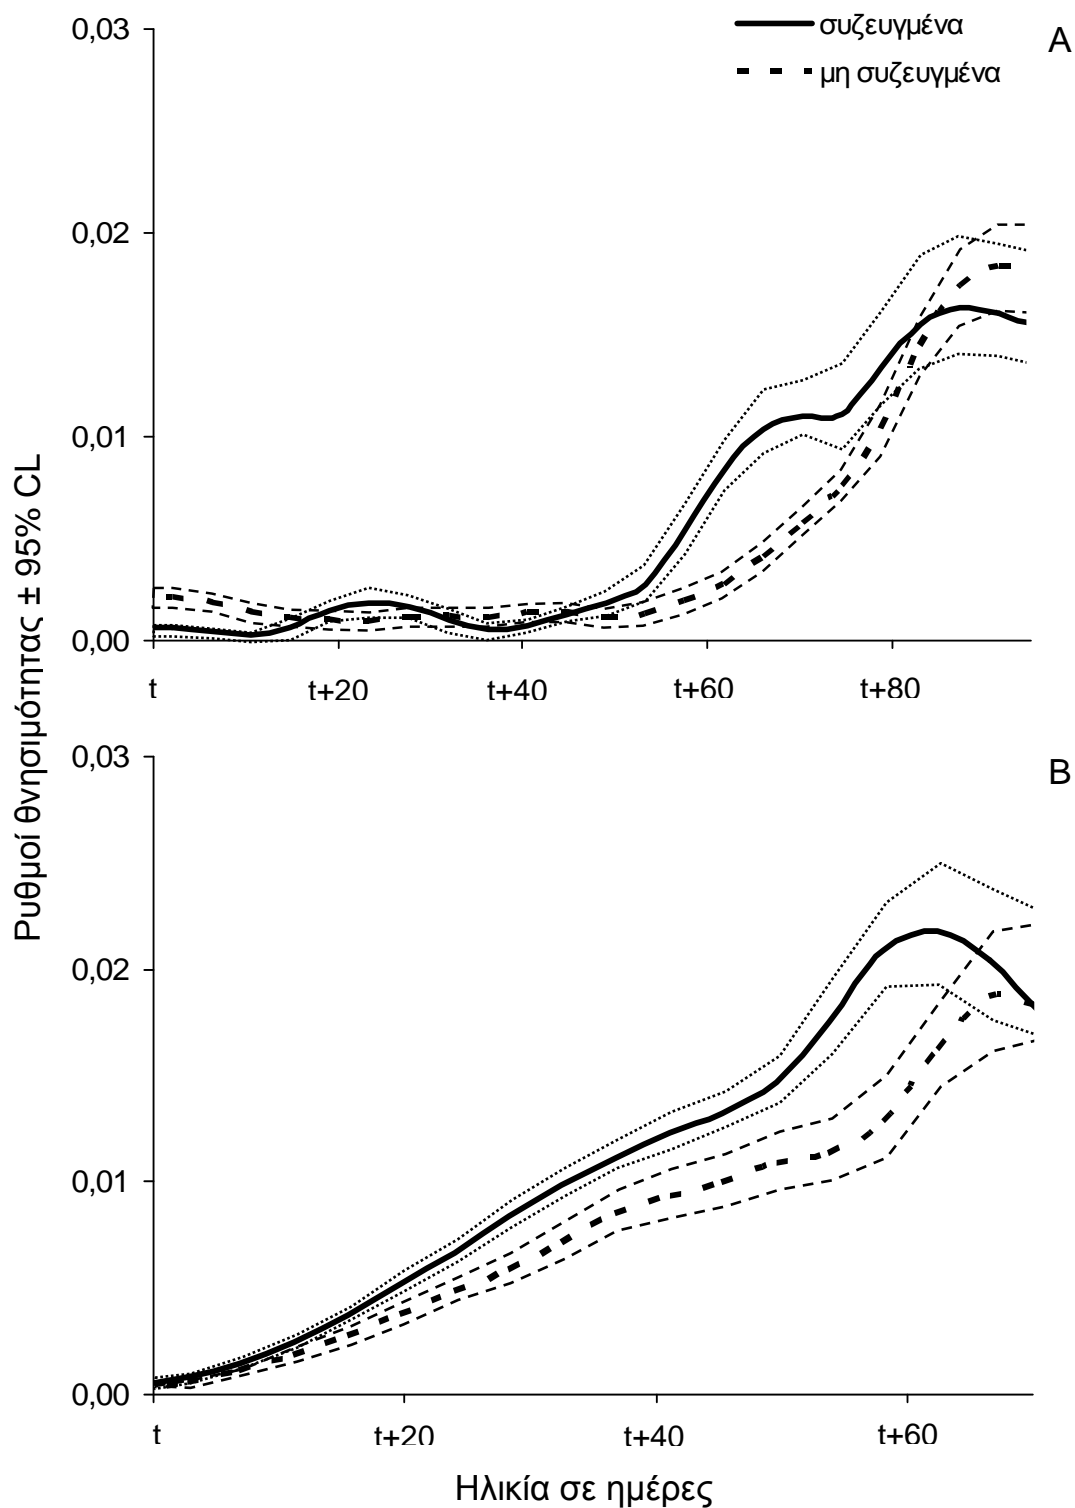 0,03
συζευγμένα
μη συζευγμένα
A
0,02
0,01
0,00
t
t+20
t+40
t+60
t+80
Ρυθμοί θνησιμότητας ± 95% CL
0,03
B
0,02
0,01
0,00
t
t+20
t+40
t+60
Ηλικία σε ημέρες